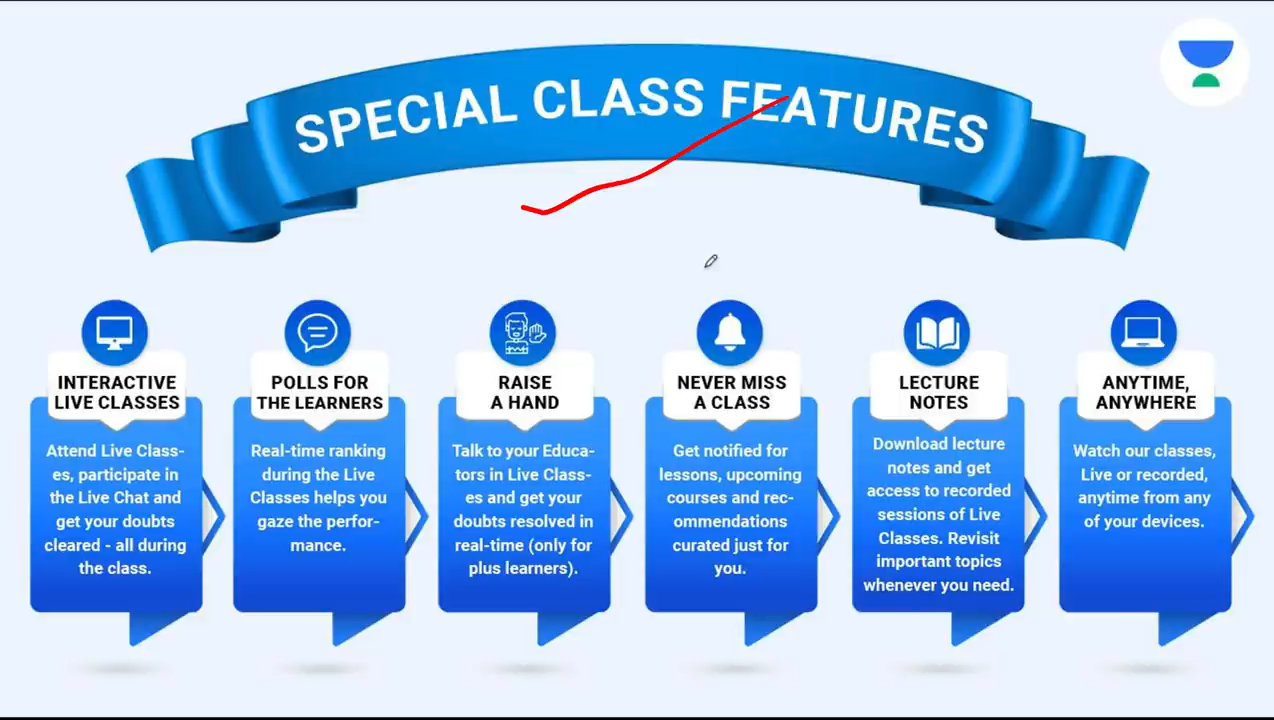 SPECIAL CLASS FEATURES
INTERACTIVE
LIVE CLASSES
Attend Live Class-
es, participate in
the Live Chat and
get your doubts
cleared - all during
the class.
POLLS FOR
THE LEARNERS
Real-time ranking
during the Live
Classes helps you
gaze the perfor-
mance.
RAISE
A HAND
Talk to your Educa-
tors in Live Class-
es and get your
doubts resolved in
real-time (only for
plus learners).
NEVER MISS
A CLASS
Get notified for
lessons, upcoming
courses and rec-
ommendations
curated just for
you.
LECTURE
NOTES
Download lecture
notes and get
access to recorded
sessions of Live
Classes. Revisit
important topics
whenever you need.
ANYTIME,
ANYWHERE
Watch our classes,
Live or recorded,
anytime from any
of your devices.